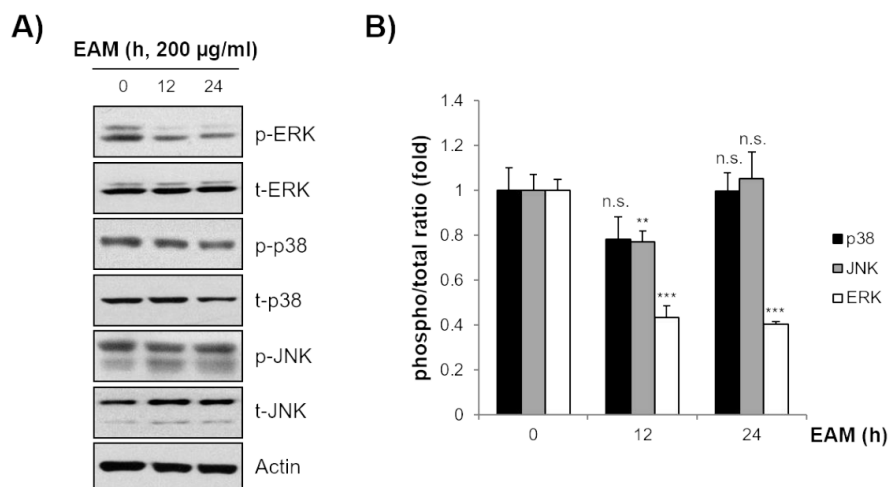 A)
EAM (h, 200 µg/ml)
0 12 24
p-ERK
t-ERK
p-p38
t-p38
p-JNK
t-JNK
Actin
B)
phospho/total ratio (fold)
1.4
1.2
1
0.8
0.6
0.4
0.2
0
n.s.
**
***
n.s.
n.s.
***
0 12 24 EAM (h)
p38
JNK
ERK